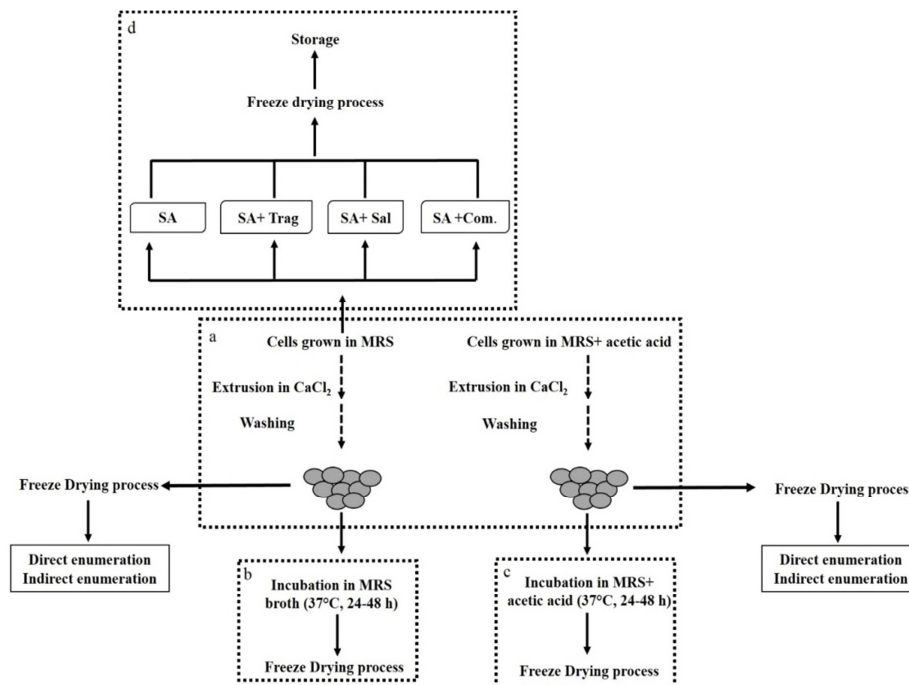 d
Storage
Freeze drying process
SA
SA+ Trag
SA+ Sal
SA +Com.
a
Cells grown in MRS
Extrusion in CaCl₂
Washing
Cells grown in MRS+ acetic acid
Extrusion in CaCl₂
Washing
Freeze Drying process
Direct enumeration
Indirect enumeration
Freeze Drying process
Direct enumeration
Indirect enumeration
b
Incubation in MRS
broth (37°C, 24-48 h)
Freeze Drying process
c
Incubation in MRS+
acetic acid (37°C, 24-48 h)
Freeze Drying process